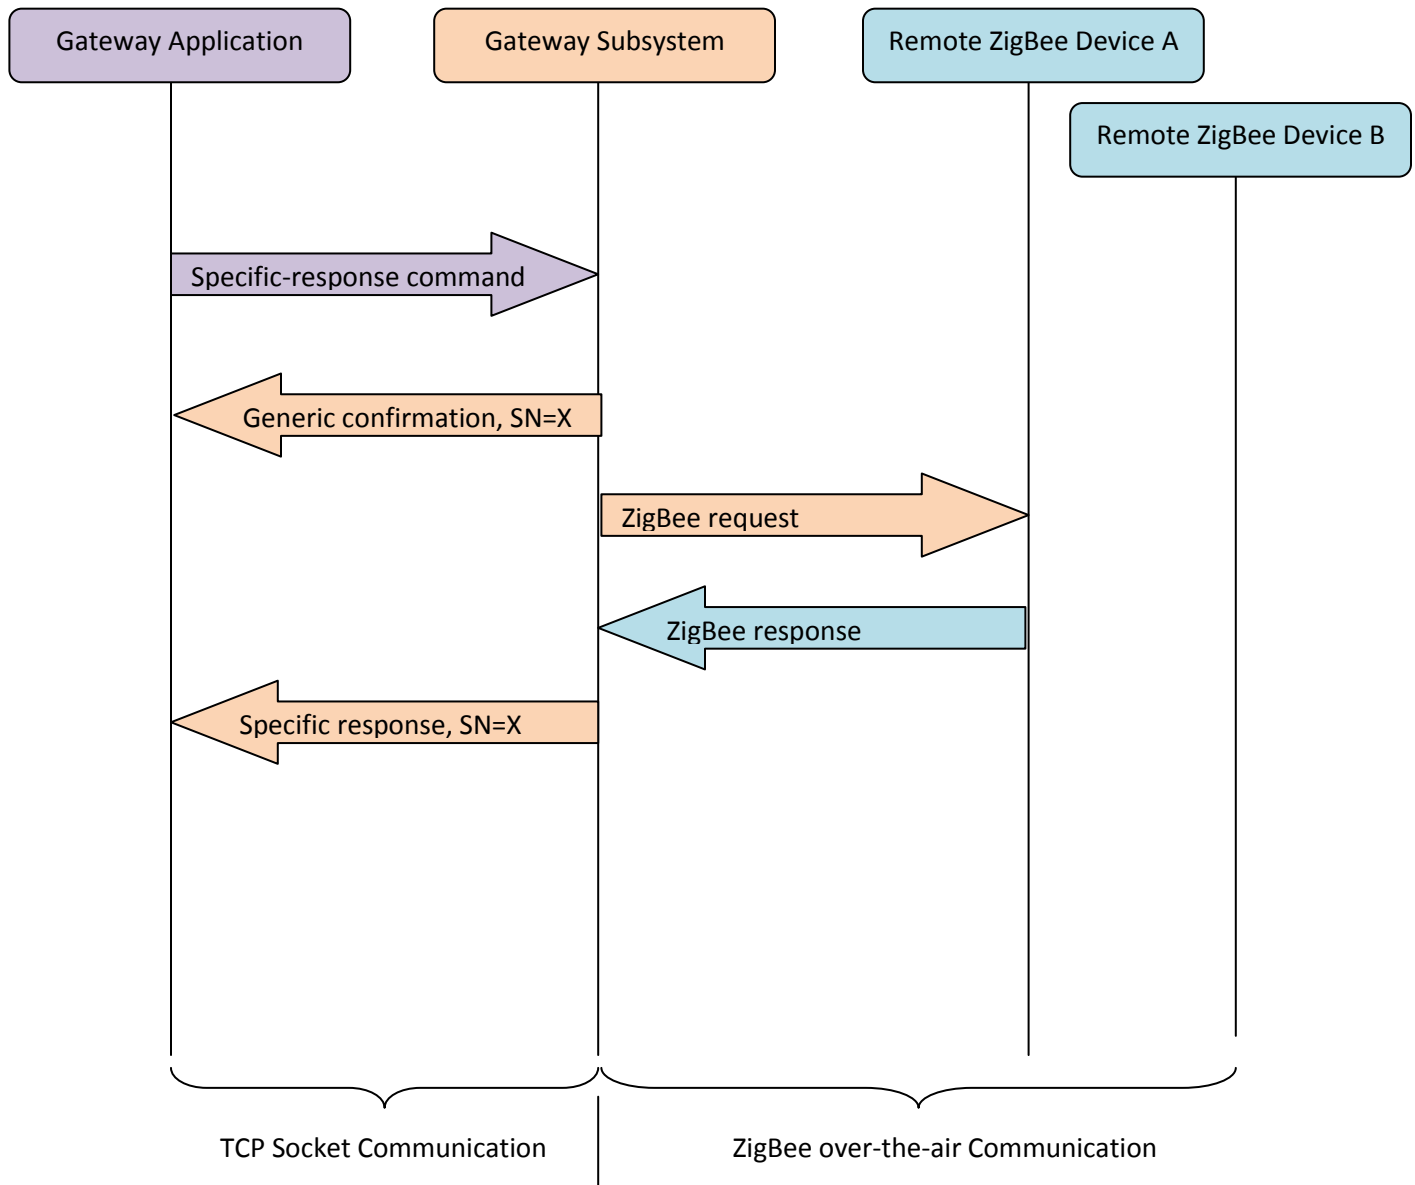 Gateway Application
Gateway Subsystem
Remote ZigBee Device A
Remote ZigBee Device B
Specific-response command
Generic confirmation, SN=X
ZigBee request
ZigBee response
Specific response, SN=X
TCP Socket Communication
ZigBee over-the-air Communication